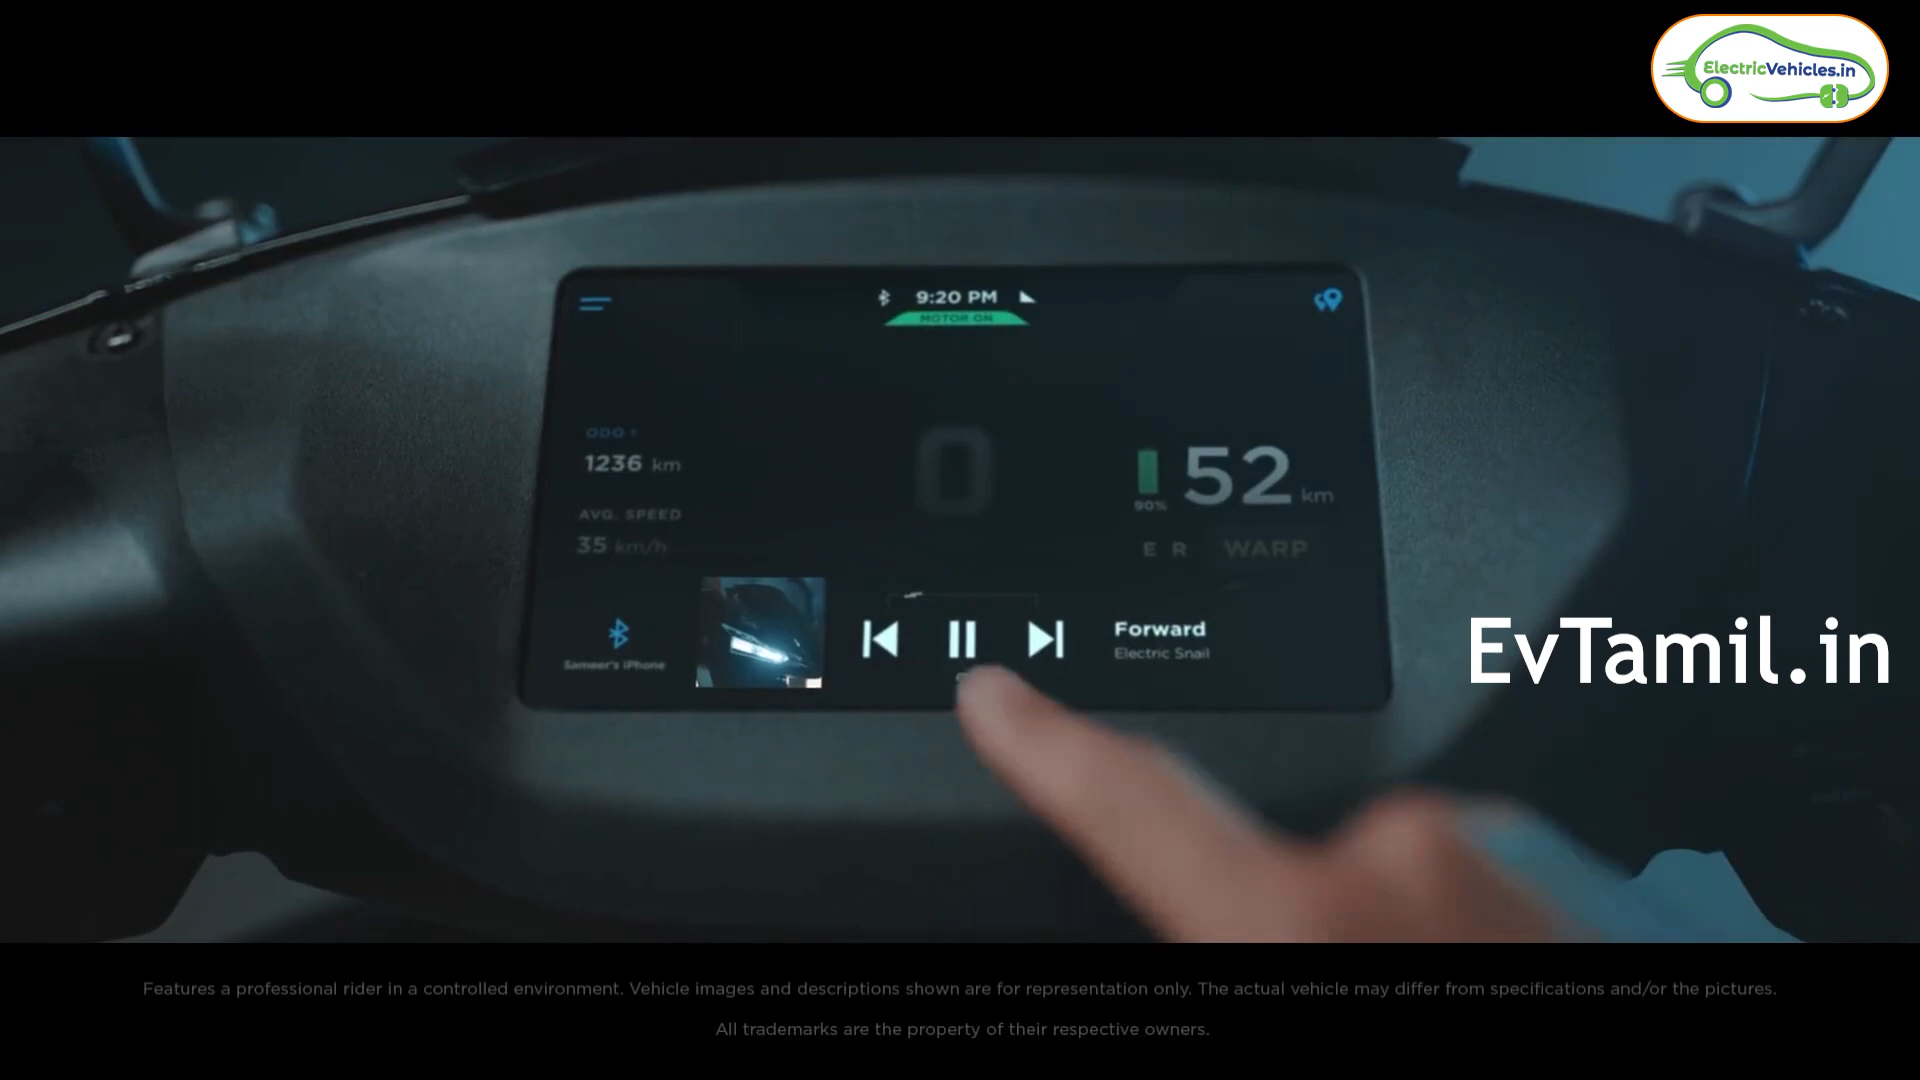 ElectricVehicles.in
9:20 PM
MOTOR ON
ODO
1236 km
AVG. SPEED
35 km/h
0
90%
52 km
E R WARP
Sameer's iPhone
Forward
Electric Snail
EvTamil.in
Features a professional rider in a controlled environment. Vehicle images and descriptions shown are for representation only. The actual vehicle may differ from specifications and/or the pictures.
All trademarks are the property of their respective owners.